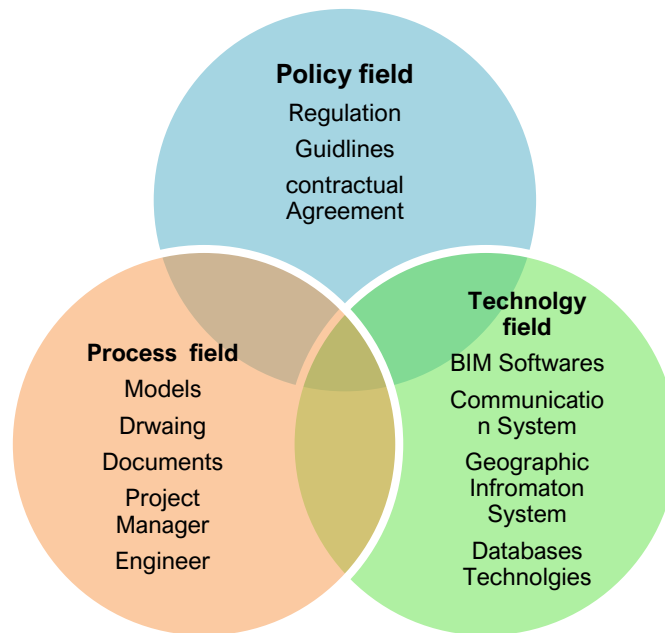 Policy field
Regulation
Guidlines
contractual
Agreement
Process  field
Models
Drwaing
Documents
Project
Manager
Engineer
Technolgy
field
BIM Softwares
Communicatio
n System
Geographic
Infromaton
System
Databases
Technolgies